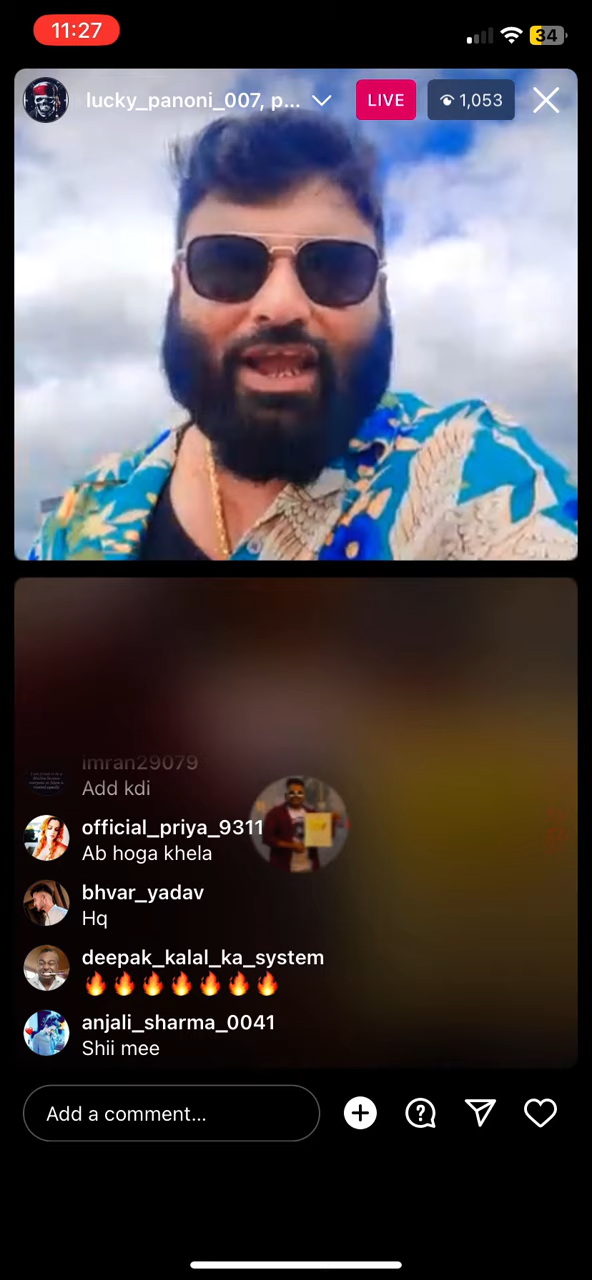 11:27
34
lucky_panoni_007, p...
LIVE
1,053
imran29079
Add kdi
official_priya_9311
Ab hoga khela
bhvar_yadav
Hq
deepak_kalal_ka_system
🔥🔥🔥🔥🔥🔥🔥
anjali_sharma_0041
Shii mee
Add a comment...